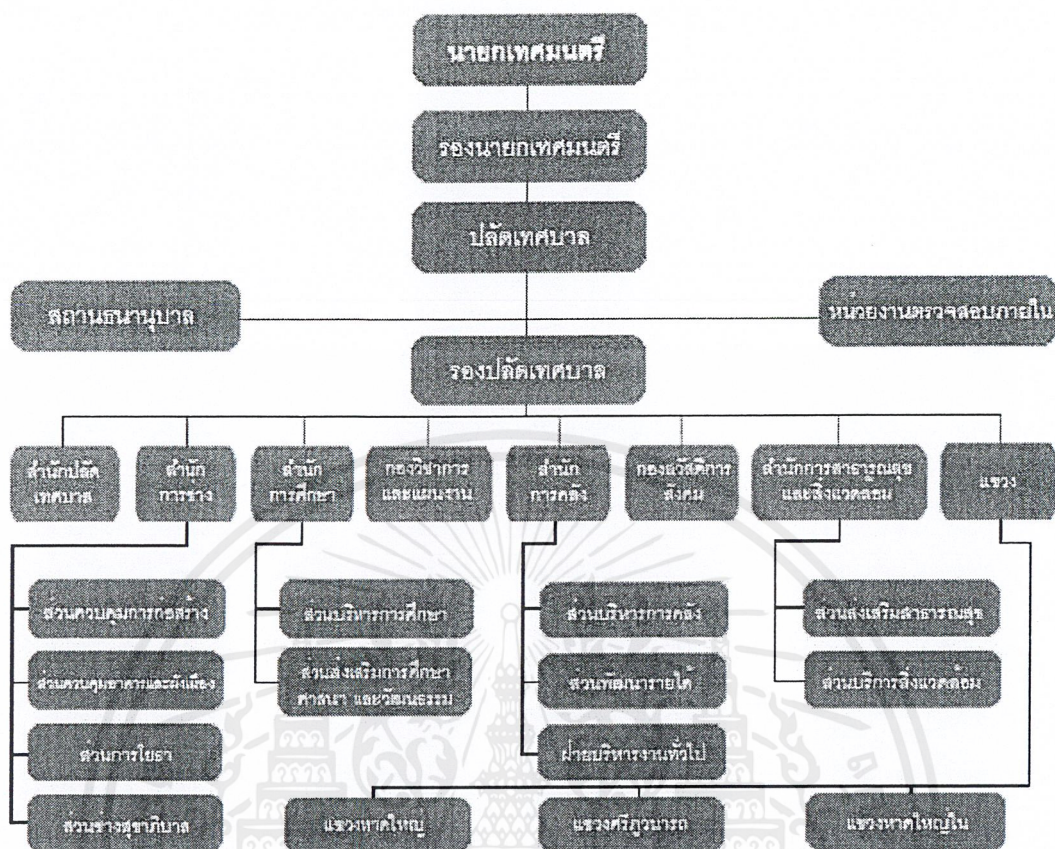 นายกเทศมนตรี
รองนายกเทศมนตรี
ปลัดเทศบาล
สถานธนานุบาล
หน่วยงานตรวจสอบภายใน
รองปลัดเทศบาล
สำนักปลัด
เทศบาล
สำนัก
การช่าง
สำนัก
การศึกษา
กองวิชาการ
และแผนงาน
สำนัก
การคลัง
กองสวัสดิการ
สังคม
สำนักการสาธารณสุข
และสิ่งแวดล้อม
แขวง
ส่วนควบคุมการก่อสร้าง
ส่วนบริหารการศึกษา
ส่วนบริหารการคลัง
ส่วนส่งเสริมสาธารณสุข
ส่วนควบคุมอาคารและผังเมือง
ส่วนส่งเสริมการศึกษา
ศาสนา และวัฒนธรรม
ส่วนพัฒนารายได้
ส่วนบริการสิ่งแวดล้อม
ส่วนการโยธา
ฝ่ายบริหารงานทั่วไป
ส่วนช่างสุขาภิบาล
แขวงหาดใหญ่
แขวงศรีภูวนารถ
แขวงหาดใหญ่ใน